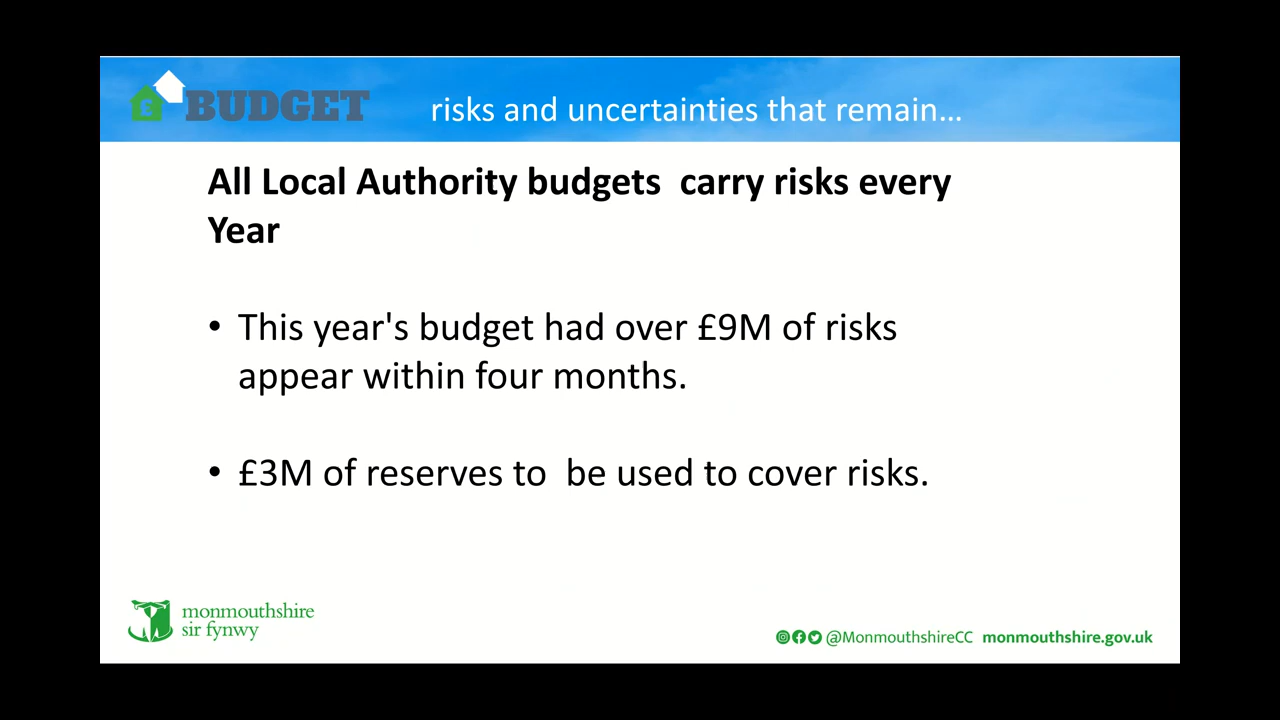 £ BUDGET risks and uncertainties that remain…
All Local Authority budgets  carry risks every
Year
• This year's budget had over £9M of risks
appear within four months.
• £3M of reserves to  be used to cover risks.
monmouthshire
sir fynwy
@MonmouthshireCC monmouthshire.gov.uk